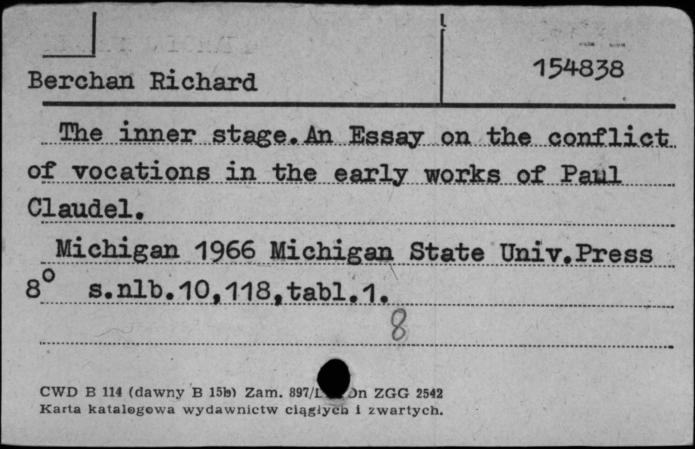 154838
Berchan Richard
The inner stage.An Essay on the conflict
of vocations in the early works of Paul
Claudel.
Michigan 1966 Michigan State Univ.Press
8° s.nlb.10,118,tabl.1.
8
CWD B 114 (dawny B 15b) Zam. 897/ Dn ZGG 2542
Karta katalogowa wydawnictw ciągłych i zwartych.